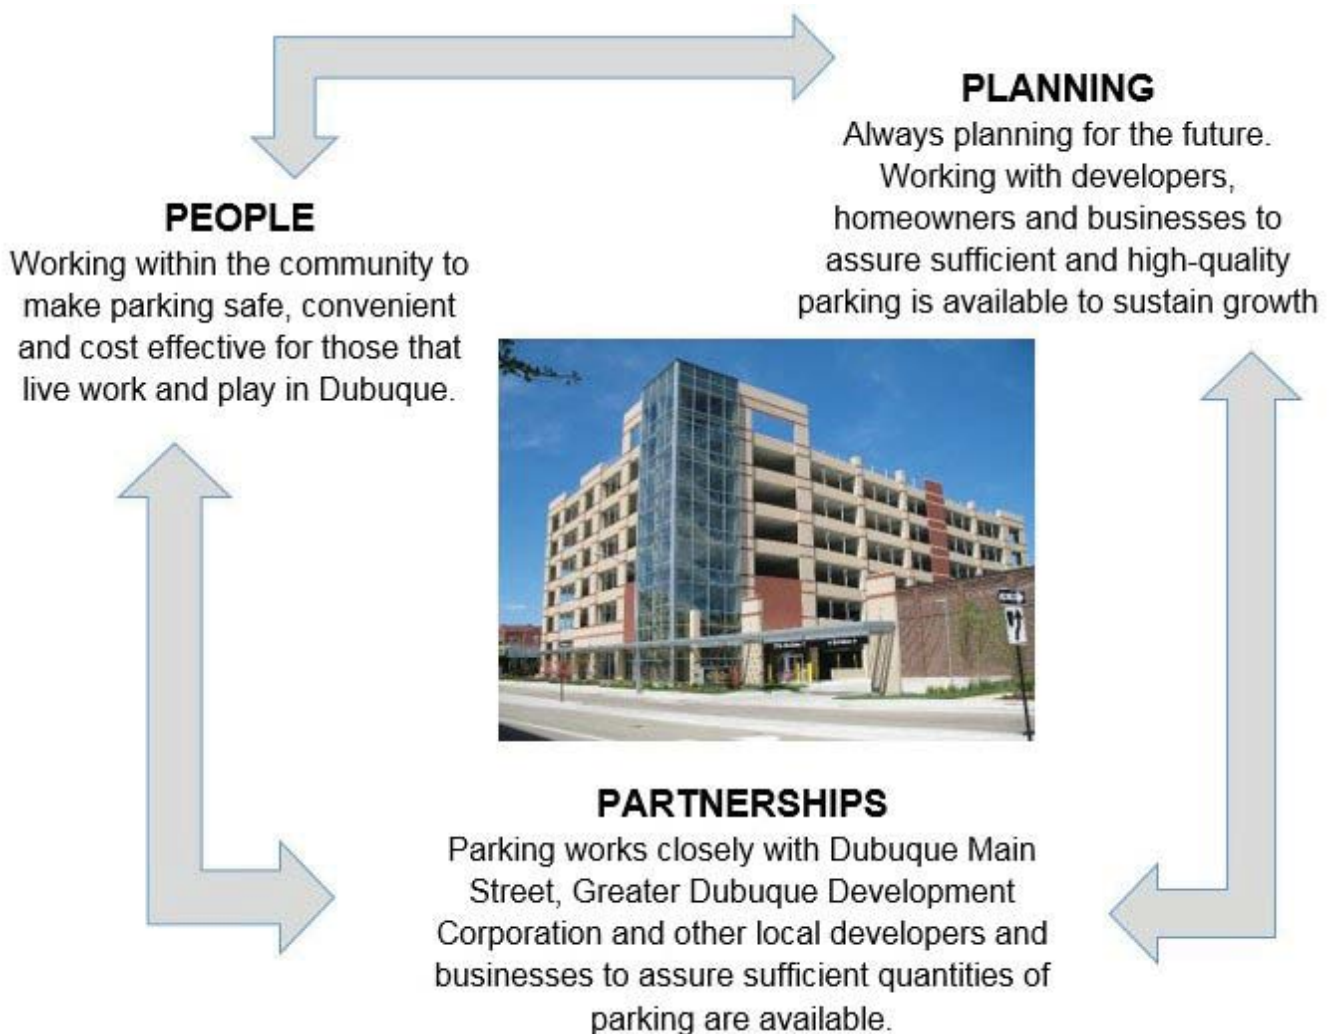 PEOPLE
Working within the community to
make parking safe, convenient
and cost effective for those that
live work and play in Dubuque.
PLANNING
Always planning for the future.
Working with developers,
homeowners and businesses to
assure sufficient and high-quality
parking is available to sustain growth
PARTNERSHIPS
Parking works closely with Dubuque Main
Street, Greater Dubuque Development
Corporation and other local developers and
businesses to assure sufficient quantities of
parking are available.